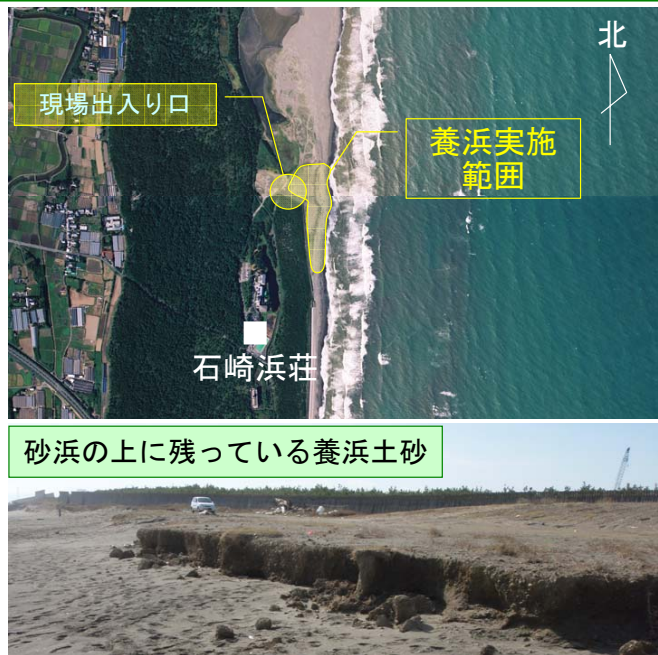 北
現場出入り口
養浜実施
範囲
石崎浜荘
砂浜の上に残っている養浜土砂